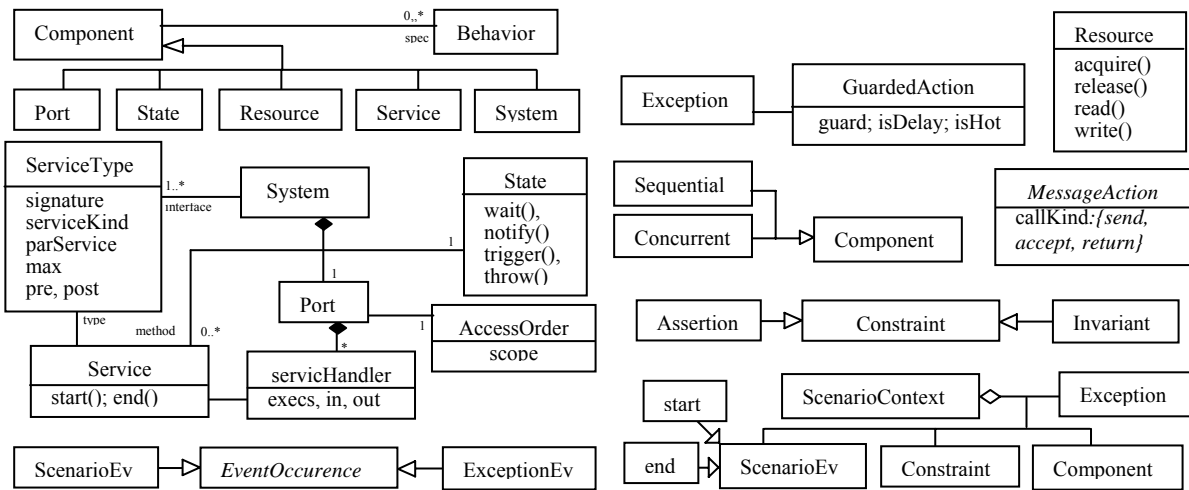 Component
0,,*
spec
Behavior
Port
State
Resource
Service
System
ServiceType
signature
serviceKind
parService
max
pre, post
1..*
interface
System
State
wait(),
notify()
trigger(),
throw()
1
1
Port
1
AccessOrder
scope
type
method
0..*
*
Service
start(); end()
servicHandler
execs, in, out
ScenarioEv
EventOccurence
ExceptionEv
Exception
GuardedAction
guard; isDelay; isHot
Resource
acquire()
release()
read()
write()
Sequential
Concurrent
Component
MessageAction
callKind:{send,
accept, return}
Assertion
Constraint
Invariant
start
end
ScenarioContext
Exception
ScenarioEv
Constraint
Component